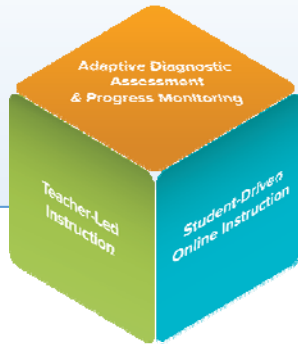 Adaptive Diagnostic
Assessment
& Progress Monitoring
Teacher-Led
Instruction
Student-Driven
Online Instruction